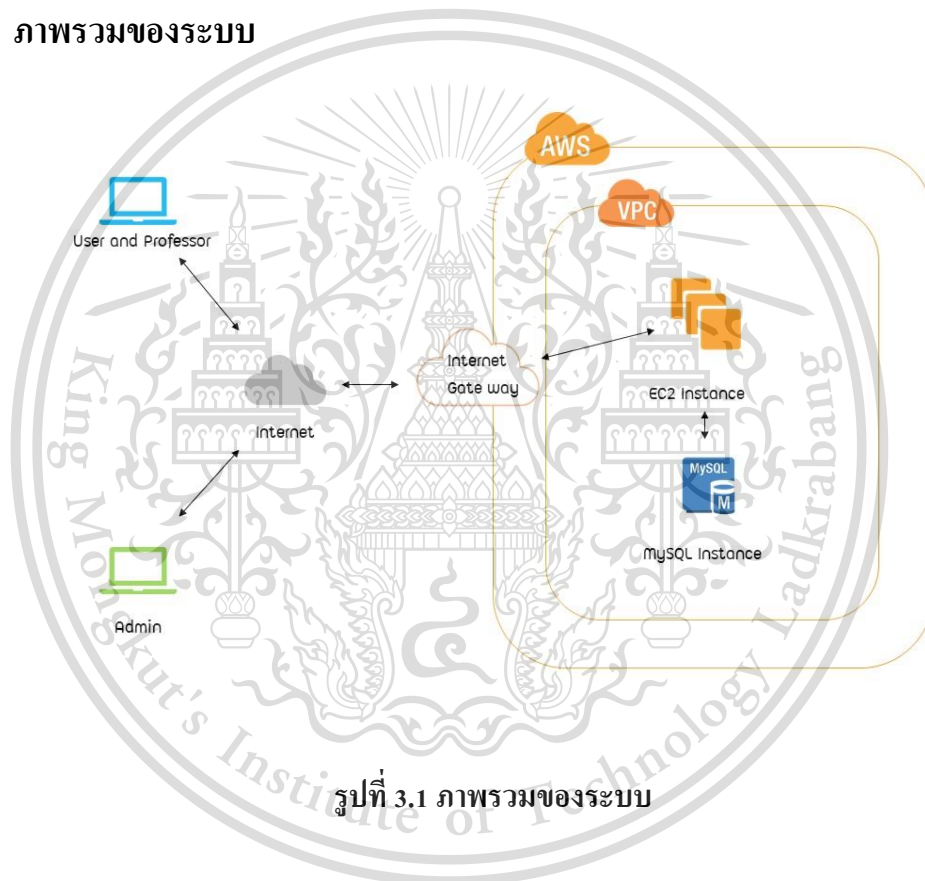 ภาพรวมของระบบ
AWS
VPC
User and Professor
Internet
Gate way
EC2 Instance
Internet
MySQL
M
MySQL Instance
Admin
King Mongkut's Institute of Technology Ladkrabang
รูปที่ 3.1 ภาพรวมของระบบ